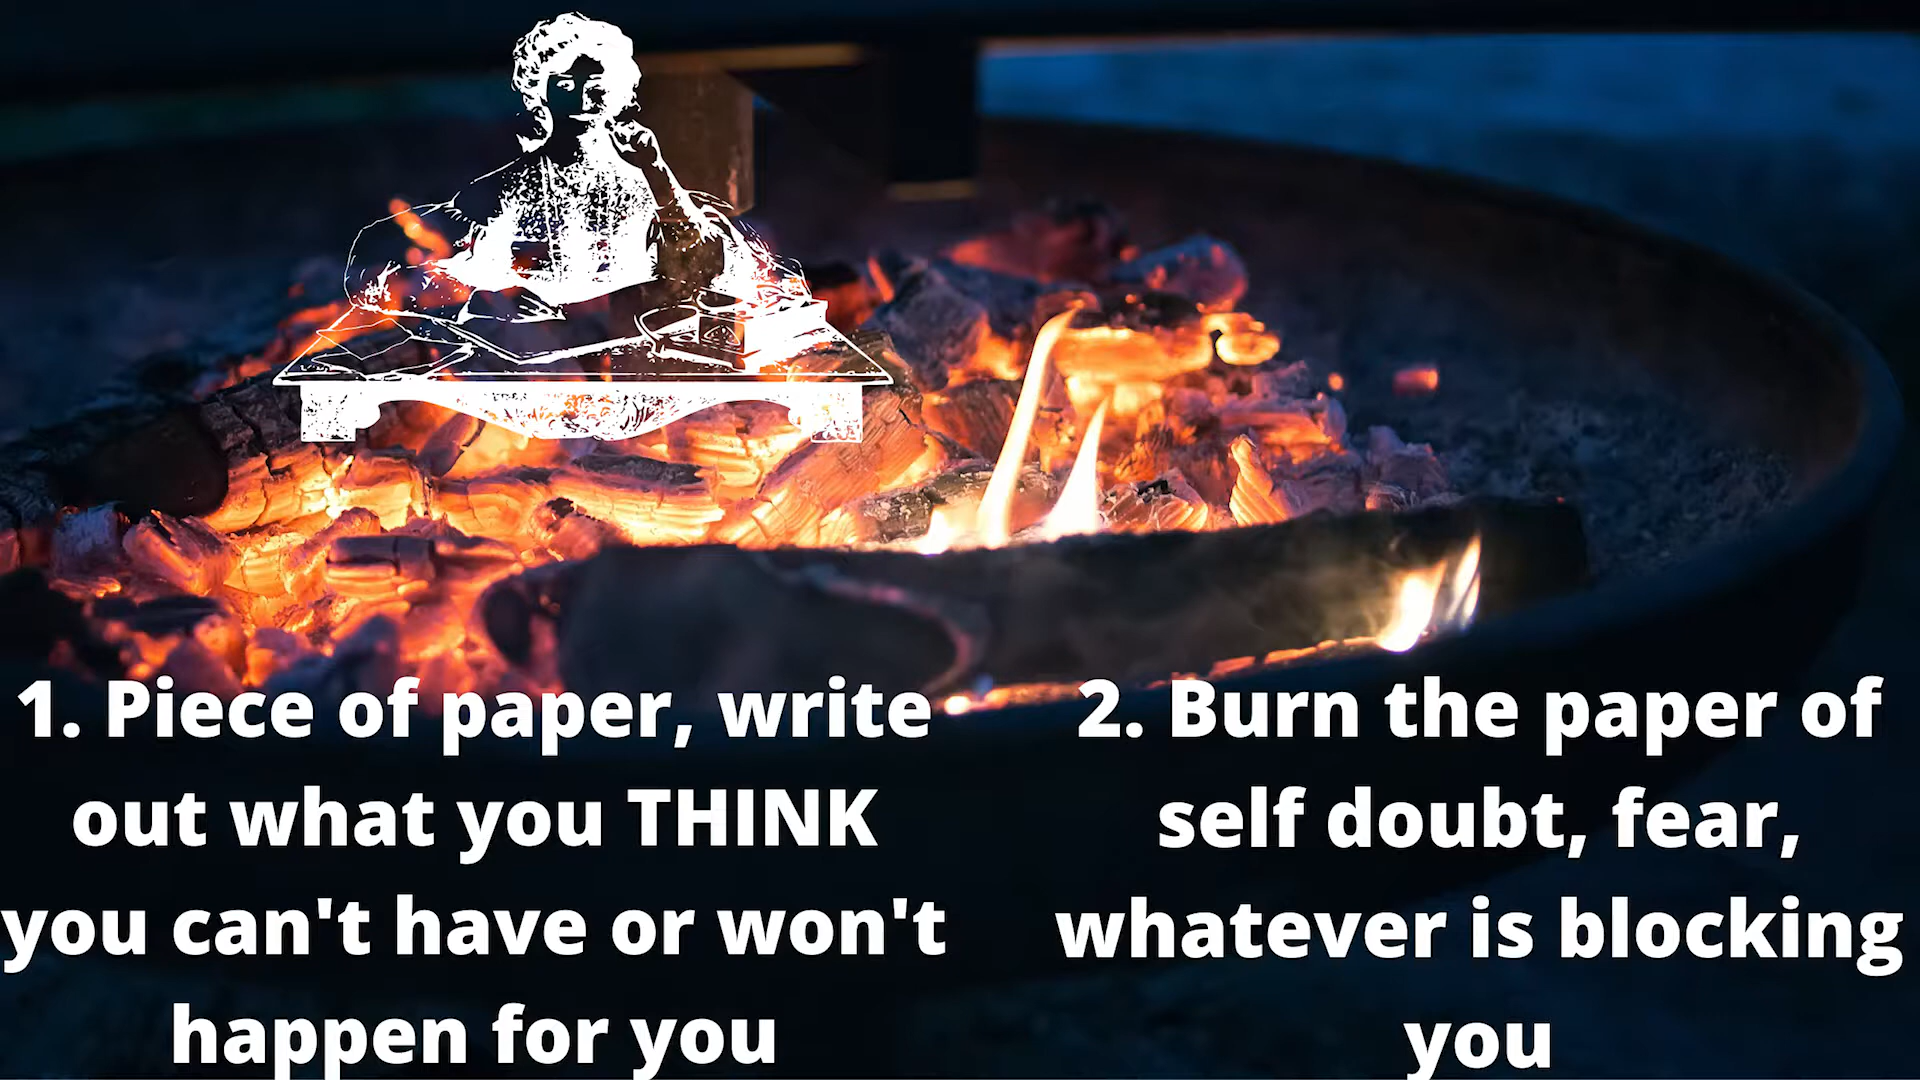 1. Piece of paper, write
out what you THINK
you can't have or won't
happen for you
2. Burn the paper of
self doubt, fear,
whatever is blocking
you